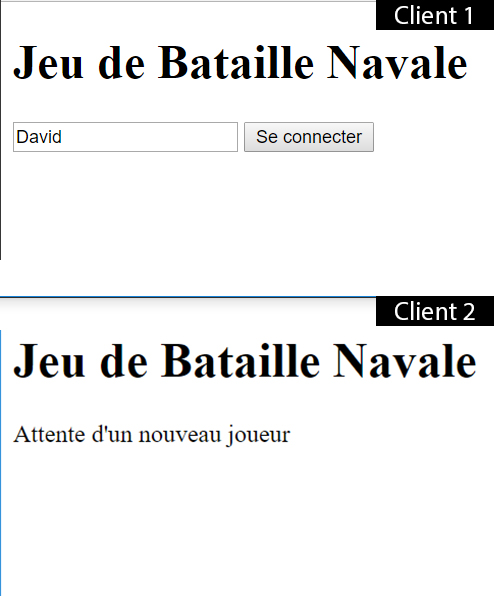 Client 1
Jeu de Bataille Navale
David Se connecter
Client 2
Jeu de Bataille Navale
Attente d'un nouveau joueur